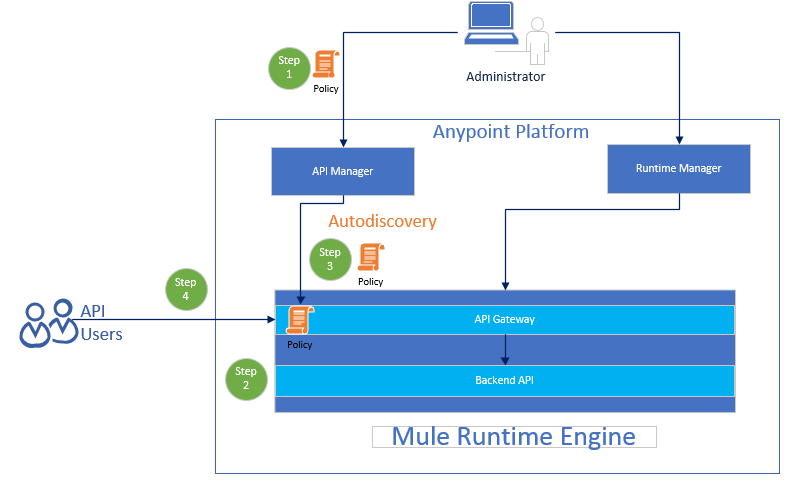 Administrator
Step
1
Policy
Anypoint Platform
API Manager
Runtime Manager
Autodiscovery
Step
3
Policy
Step
4
API
Users
API Gateway
Policy
Step
2
Backend API
Mule Runtime Engine